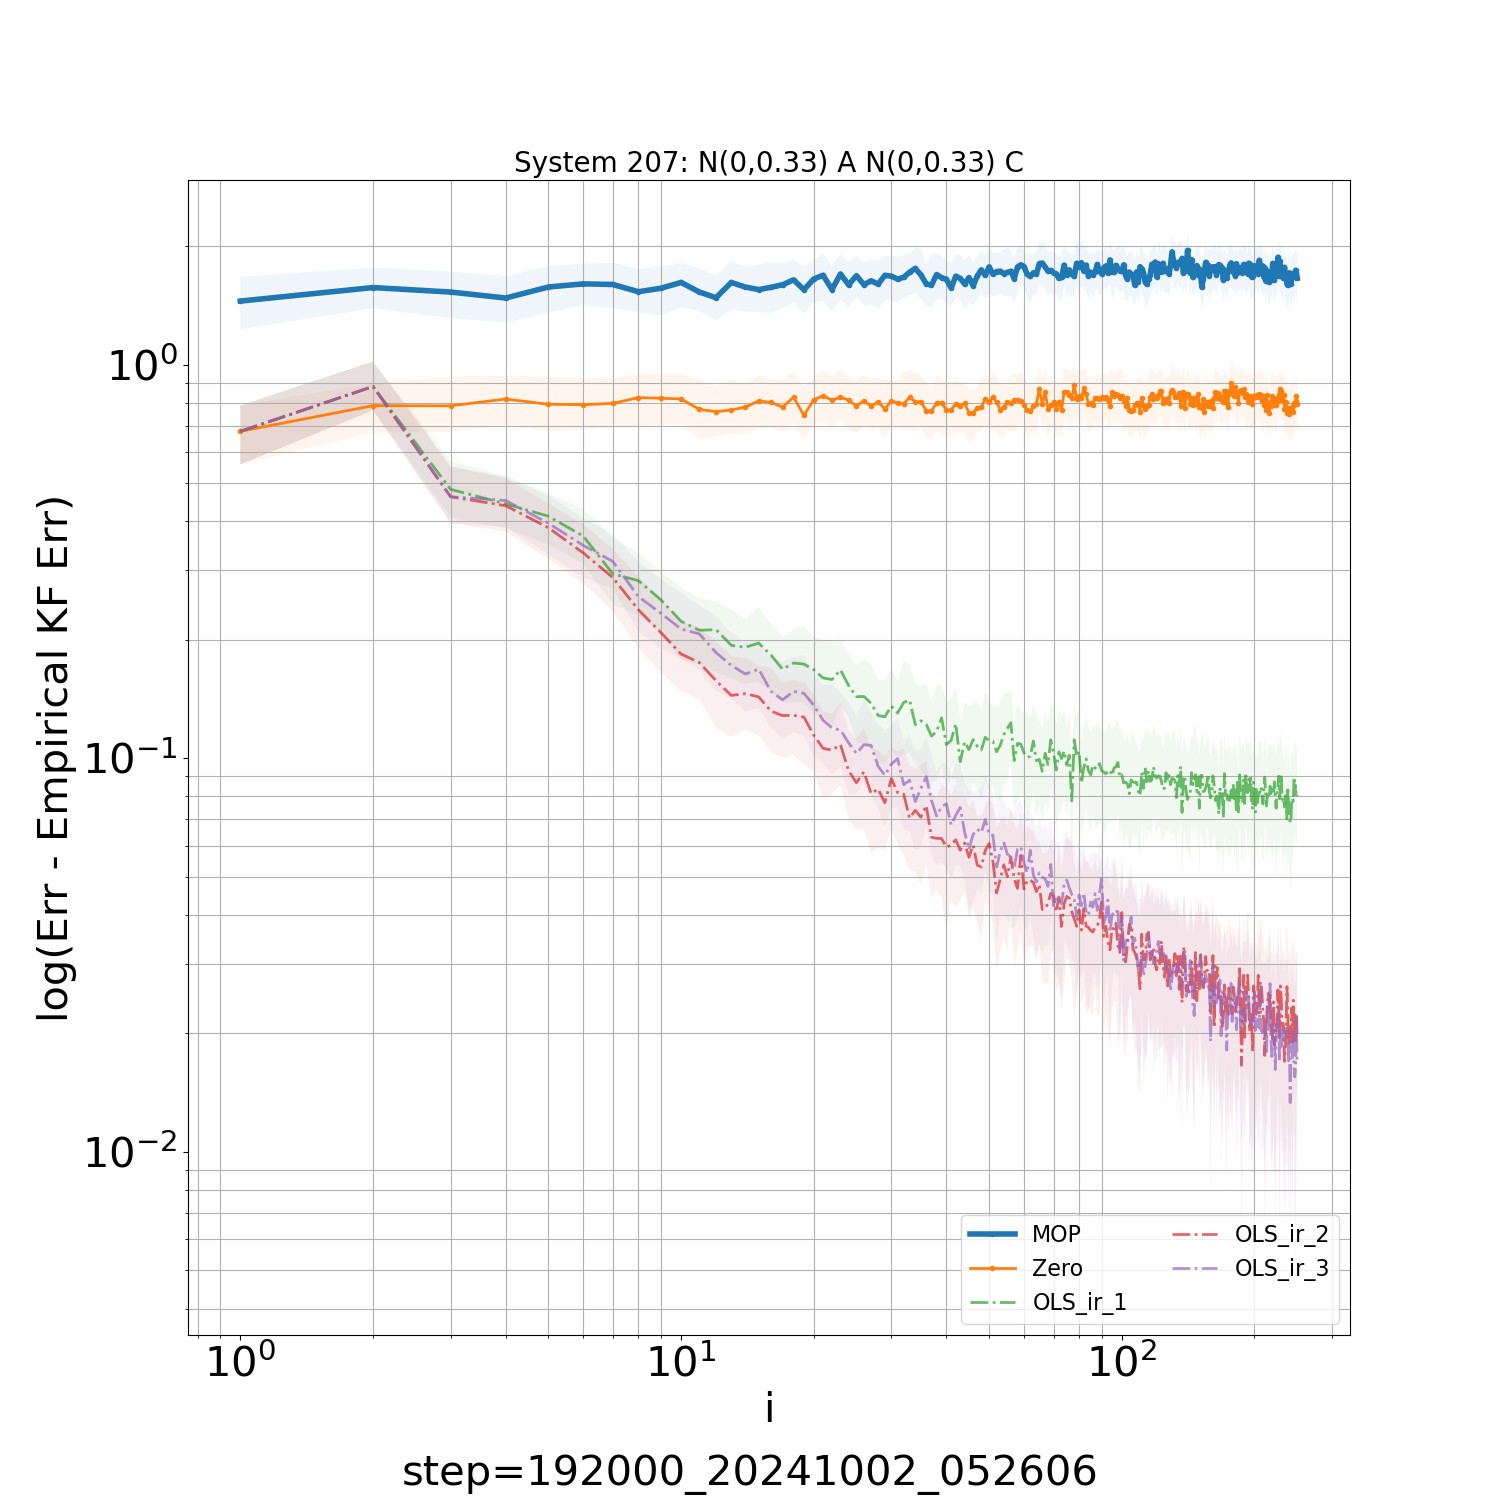 System 207: N(0,0.33) A N(0,0.33) C
log(Err - Empirical KF Err)
10⁰
10⁻¹
10⁻²
MOP
Zero
OLS_ir_1
OLS_ir_2
OLS_ir_3
10⁰ 10¹ 10²
i
step=192000_20241002_052606